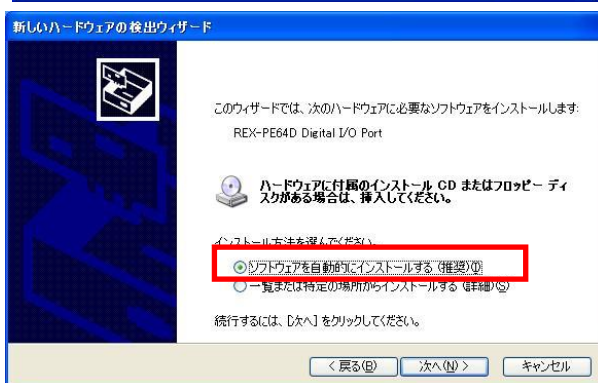 新しいハードウェアの検出ウィザード
このウィザードでは、次のハードウェアに必要なソフトウェアをインストールします:
REX-PE64D Digital I/O Port
ハードウェアに付属のインストール CD またはフロッピー ディ
スクがある場合は、挿入してください。
インストール方法を選んでください。
ソフトウェアを自動的にインストールする (推奨)(I)
一覧または特定の場所からインストールする (詳細)(S)
続行するには、[次へ] をクリックしてください。
< 戻る(B) 次へ(N) > キャンセル